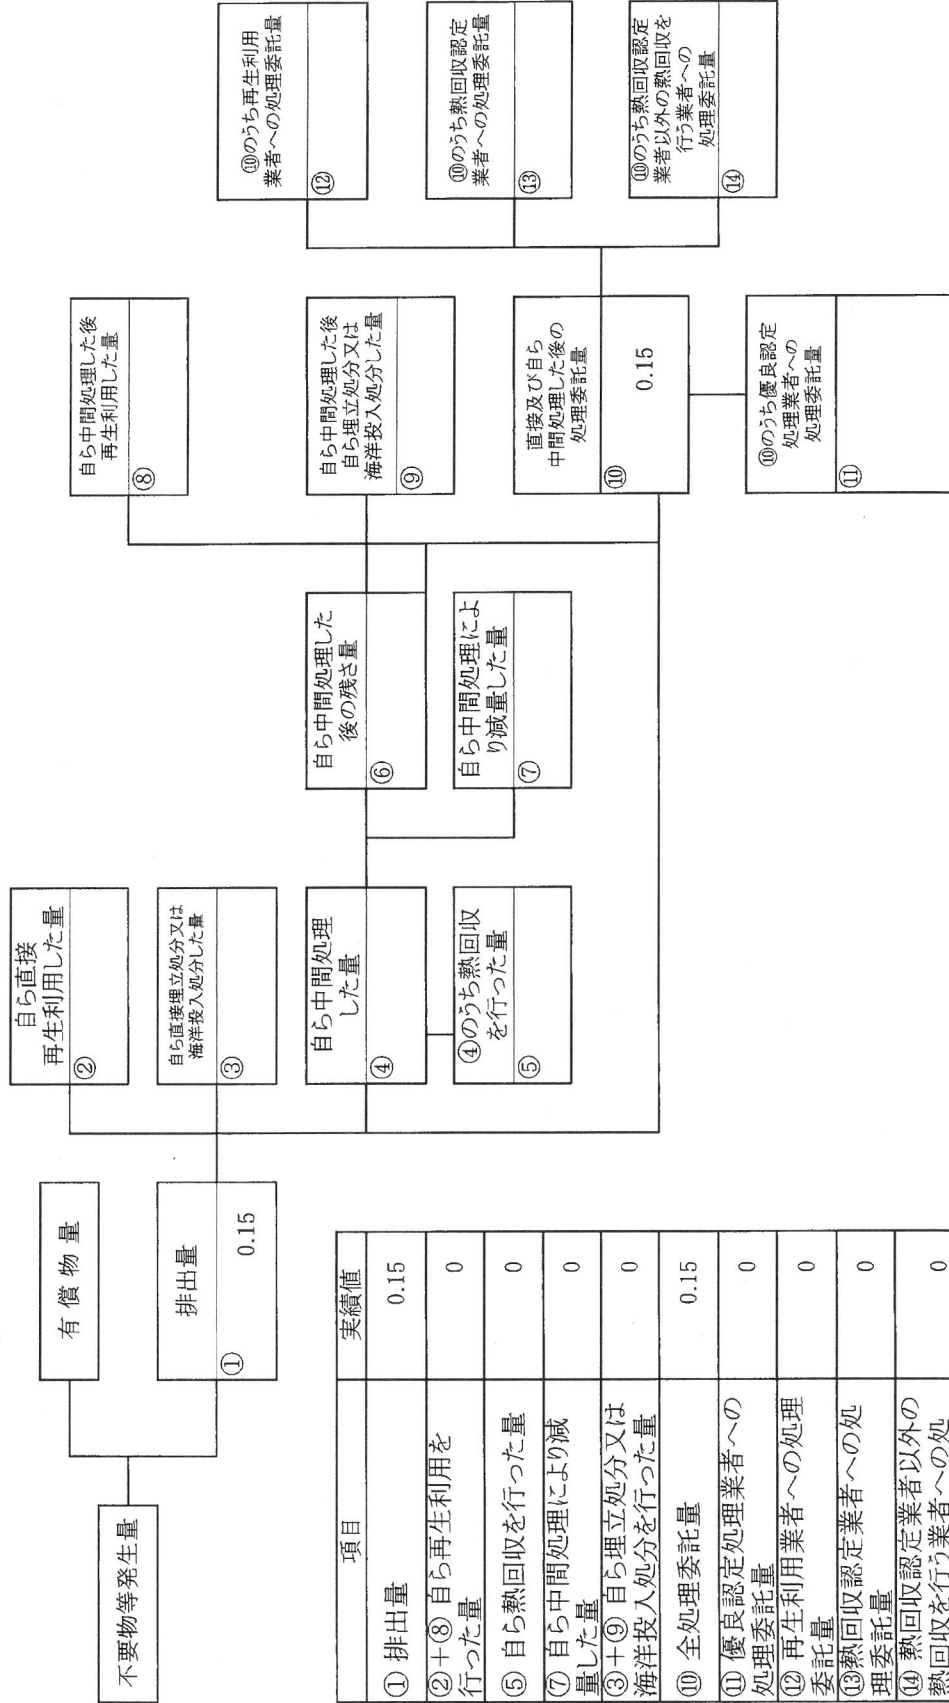 不要物等発生量
有償物量
排出量
①
0.15
自ら直接
再生利用した量
②
自ら直接埋立処分又は
海洋投入処分した量
③
自ら中間処理
した量
④
④のうち熱回収
を行った量
⑤
自ら中間処理した
後の残さ量
⑥
自ら中間処理によ
り減量した量
⑦
自ら中間処理した後
再生利用した量
⑧
自ら中間処理した後
自ら埋立処分又は
海洋投入処分した量
⑨
直接及び自ら
中間処理した後の
処理委託量
⑩
0.15
⑩のうち優良認定
処理業者への
処理委託量
⑪
⑩のうち再生利用
業者への処理委託量
⑫
⑩のうち熱回収認定
業者への処理委託量
⑬
⑩のうち熱回収認定
業者以外の熱回収を
行う業者への
処理委託量
⑭
項目 実績値
① 排出量 0.15
②＋⑧ 自ら再生利用を
行った量 0
⑤ 自ら熱回収を行った量 0
⑦ 自ら中間処理により減
量した量 0
③＋⑨ 自ら埋立処分又は
海洋投入処分を行った量 0
⑩ 全処理委託量 0.15
⑪ 優良認定処理業者への
処理委託量 0
⑫ 再生利用業者への処理
委託量 0
⑬熱回収認定業者への処
理委託量 0
⑭ 熱回収認定業者以外の
熱回収を行う業者への処 0